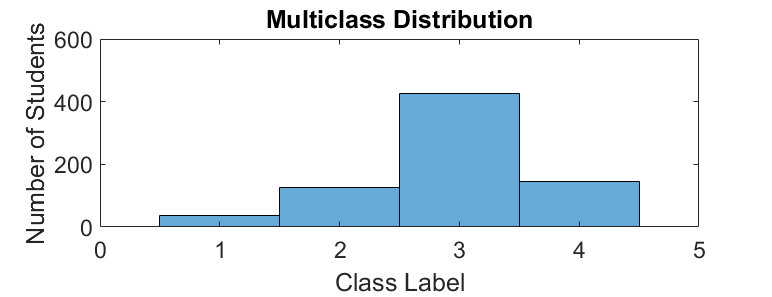 Multiclass Distribution
Number of Students
600
400
200
0
0 1 2 3 4 5
Class Label